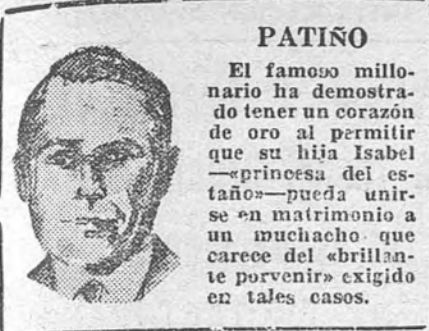 PATIÑO
El famoso millo-
nario ha demostra-
do tener un corazón
de oro al permitir
que su hija Isabel
—«princesa del es-
taño»—pueda unir-
se en matrimonio a
un muchacho que
carece del «brillan-
te porvenir» exigido
en tales casos.